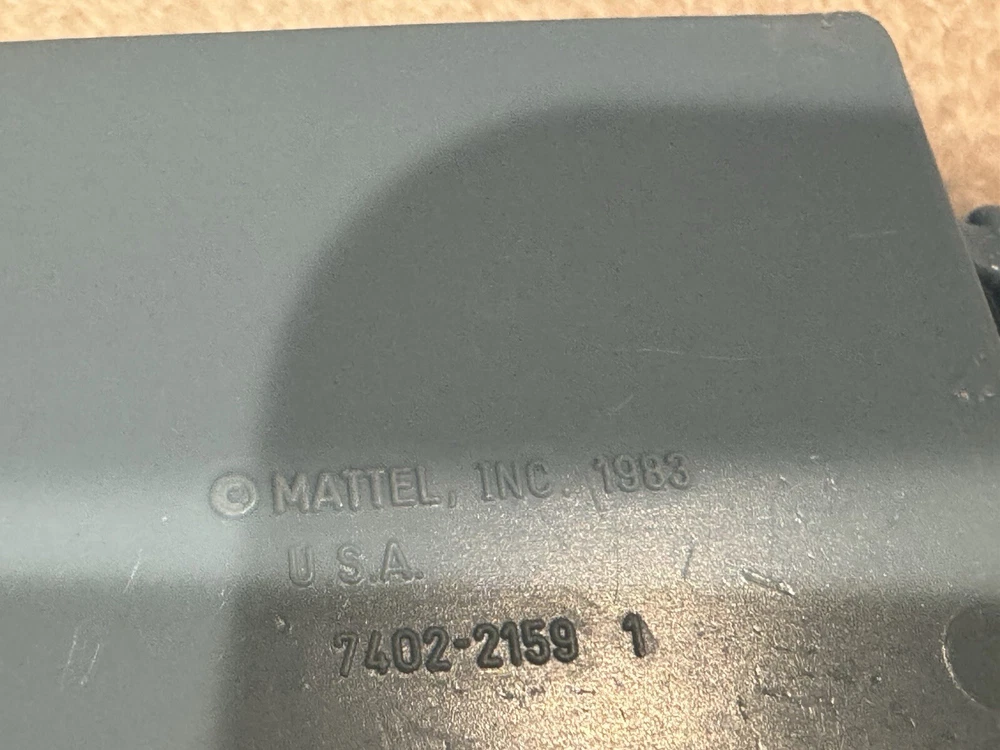 © MATTEL, INC. 1983
U.S.A.
7402-2159 1